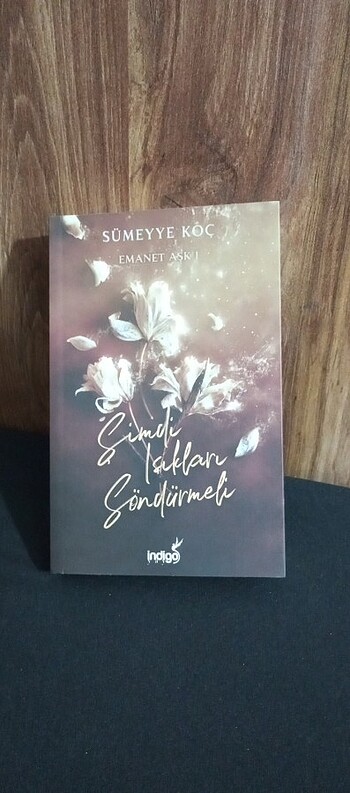 SÜMEYYE KOÇ
EMANET AŞK I
Şimdi
Işıkları
Söndürmeli
indigo